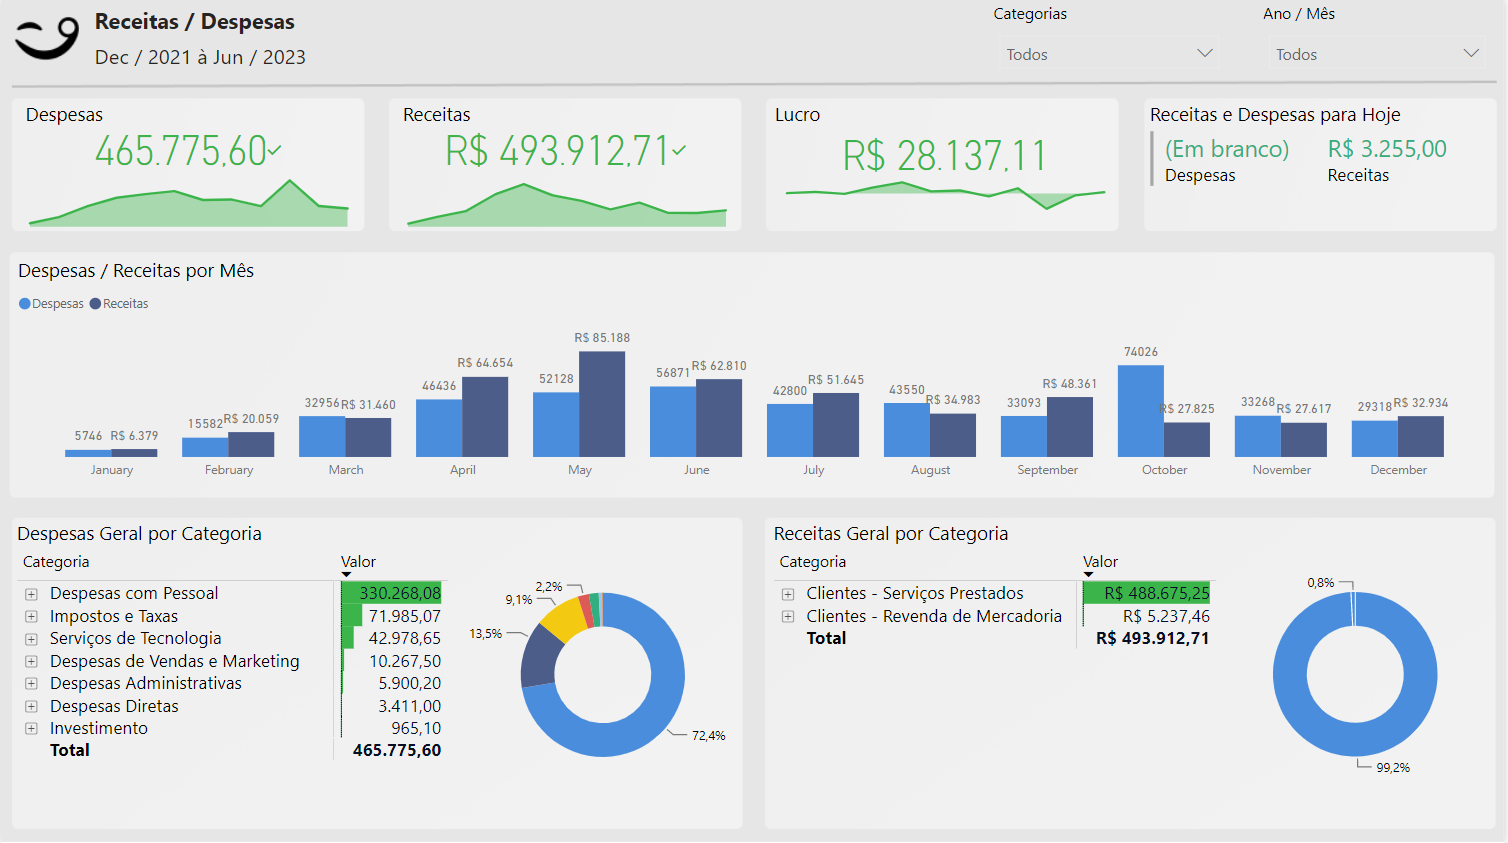 Receitas / Despesas
Dec / 2021 à Jun / 2023
Categorias
Todos
Ano / Mês
Todos
Despesas
465.775,60
Receitas
R$ 493.912,71
Lucro
R$ 28.137,11
Receitas e Despesas para Hoje
(Em branco)
Despesas
R$ 3.255,00
Receitas
Despesas / Receitas por Mês
Despesas Receitas
5746 R$ 6.379
15582 R$ 20.059
32956 R$ 31.460
46436 R$ 64.654
52128 R$ 85.188
56871 R$ 62.810
42800 R$ 51.645
43550 R$ 34.983
33093 R$ 48.361
74026 R$ 27.825
33268 R$ 27.617
29318 R$ 32.934
January February March April May June July August September October November December
Despesas Geral por Categoria
Categoria Valor
Despesas com Pessoal 330.268,08
Impostos e Taxas 71.985,07
Serviços de Tecnologia 42.978,65
Despesas de Vendas e Marketing 10.267,50
Despesas Administrativas 5.900,20
Despesas Diretas 3.411,00
Investimento 965,10
Total 465.775,60
2,2%
9,1%
13,5%
72,4%
Receitas Geral por Categoria
Categoria Valor
Clientes - Serviços Prestados R$ 488.675,25
Clientes - Revenda de Mercadoria R$ 5.237,46
Total R$ 493.912,71
0,8%
99,2%